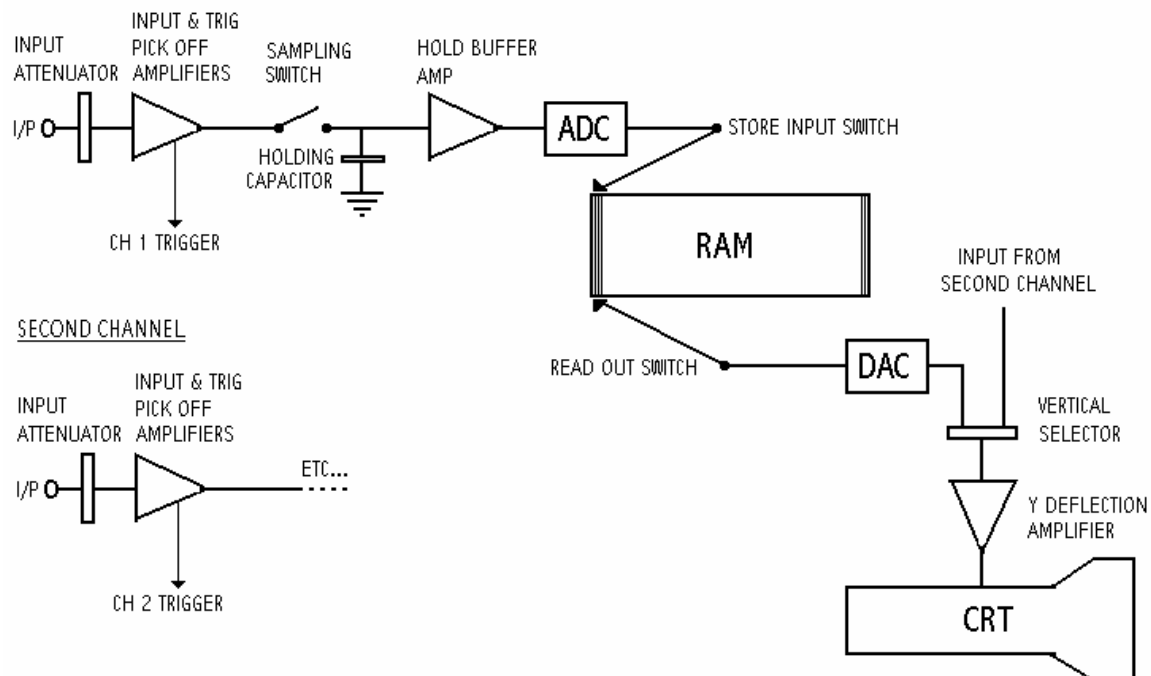 INPUT & TRIG
PICK OFF
AMPLIFIERS
INPUT
ATTENUATOR
SAMPLING
SWITCH
HOLD BUFFER
AMP
I/P
ADC
STORE INPUT SWITCH
HOLDING
CAPACITOR
CH 1 TRIGGER
RAM
INPUT FROM
SECOND CHANNEL
SECOND CHANNEL
READ OUT SWITCH
DAC
INPUT & TRIG
PICK OFF
AMPLIFIERS
INPUT
ATTENUATOR
VERTICAL
SELECTOR
I/P
ETC...
Y DEFLECTION
AMPLIFIER
CH 2 TRIGGER
CRT